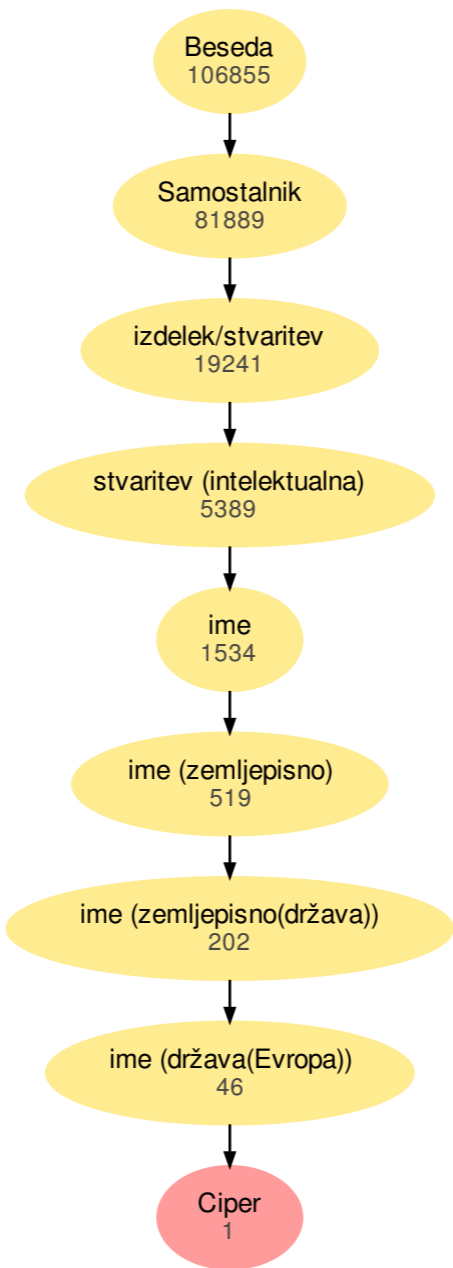 Beseda
106855
Samostalnik
81889
izdelek/stvaritev
19241
stvaritev (intelektualna)
5389
ime
1534
ime (zemljepisno)
519
ime (zemljepisno(država))
202
ime (država(Evropa))
46
Ciper
1